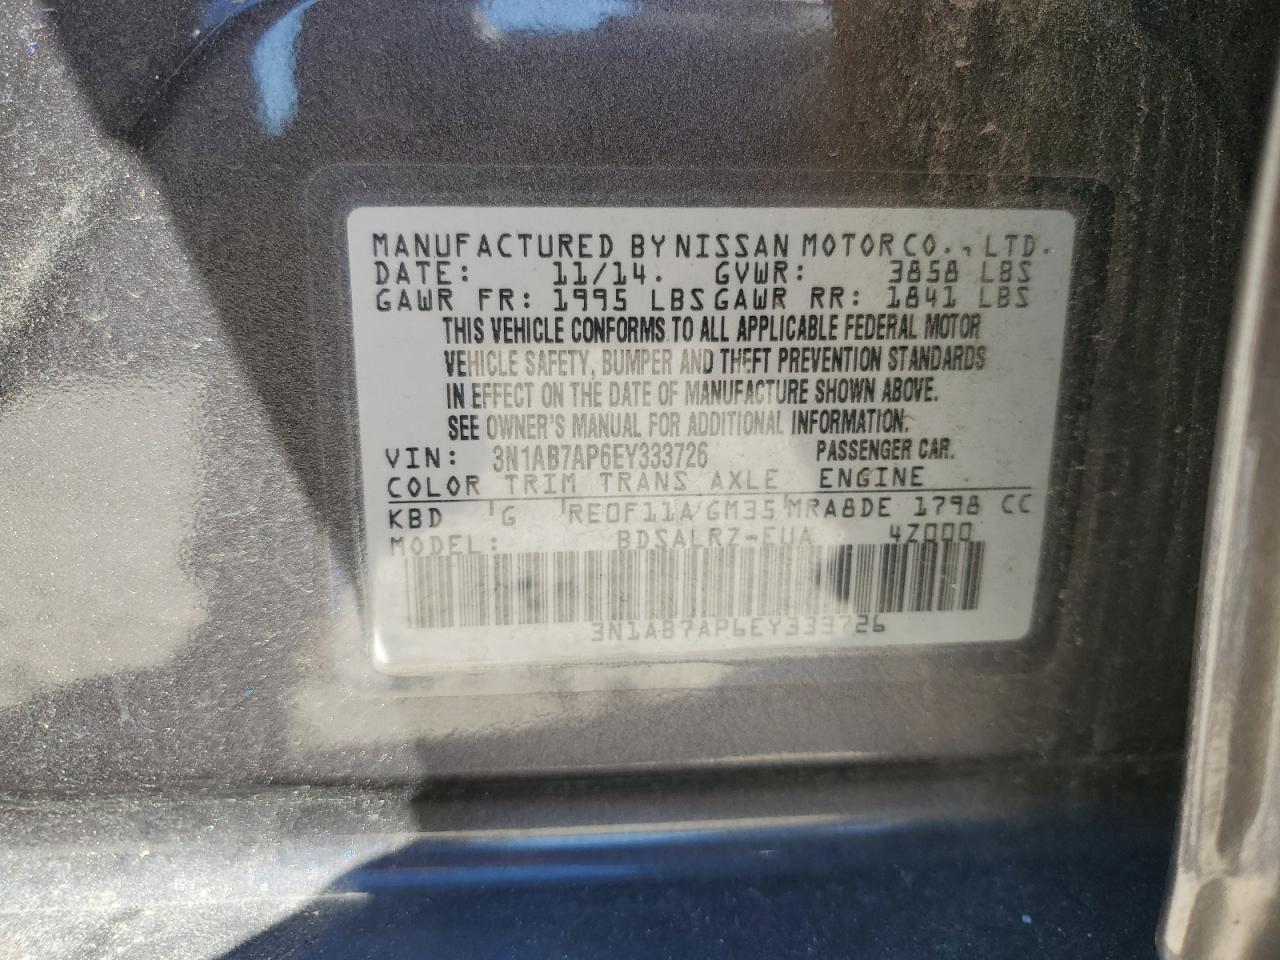 MANUFACTURED BY NISSAN MOTOR CO., LTD.
DATE: 11/14. GVWR: 3858 LBS
GAWR FR: 1995 LBS GAWR RR: 1841 LBS
THIS VEHICLE CONFORMS TO ALL APPLICABLE FEDERAL MOTOR
VEHICLE SAFETY, BUMPER AND THEFT PREVENTION STANDARDS
IN EFFECT ON THE DATE OF MANUFACTURE SHOWN ABOVE.
SEE OWNER'S MANUAL FOR ADDITIONAL INFORMATION.
VIN: 3N1AB7AP6EY333726 PASSENGER CAR.
COLOR TRIM TRANS AXLE ENGINE
KBD G RE0F11A/GM35 MRA8DE 1798 CC
MODEL: BDSALRZ-EUA 4Z000
3N1AB7AP6EY333726